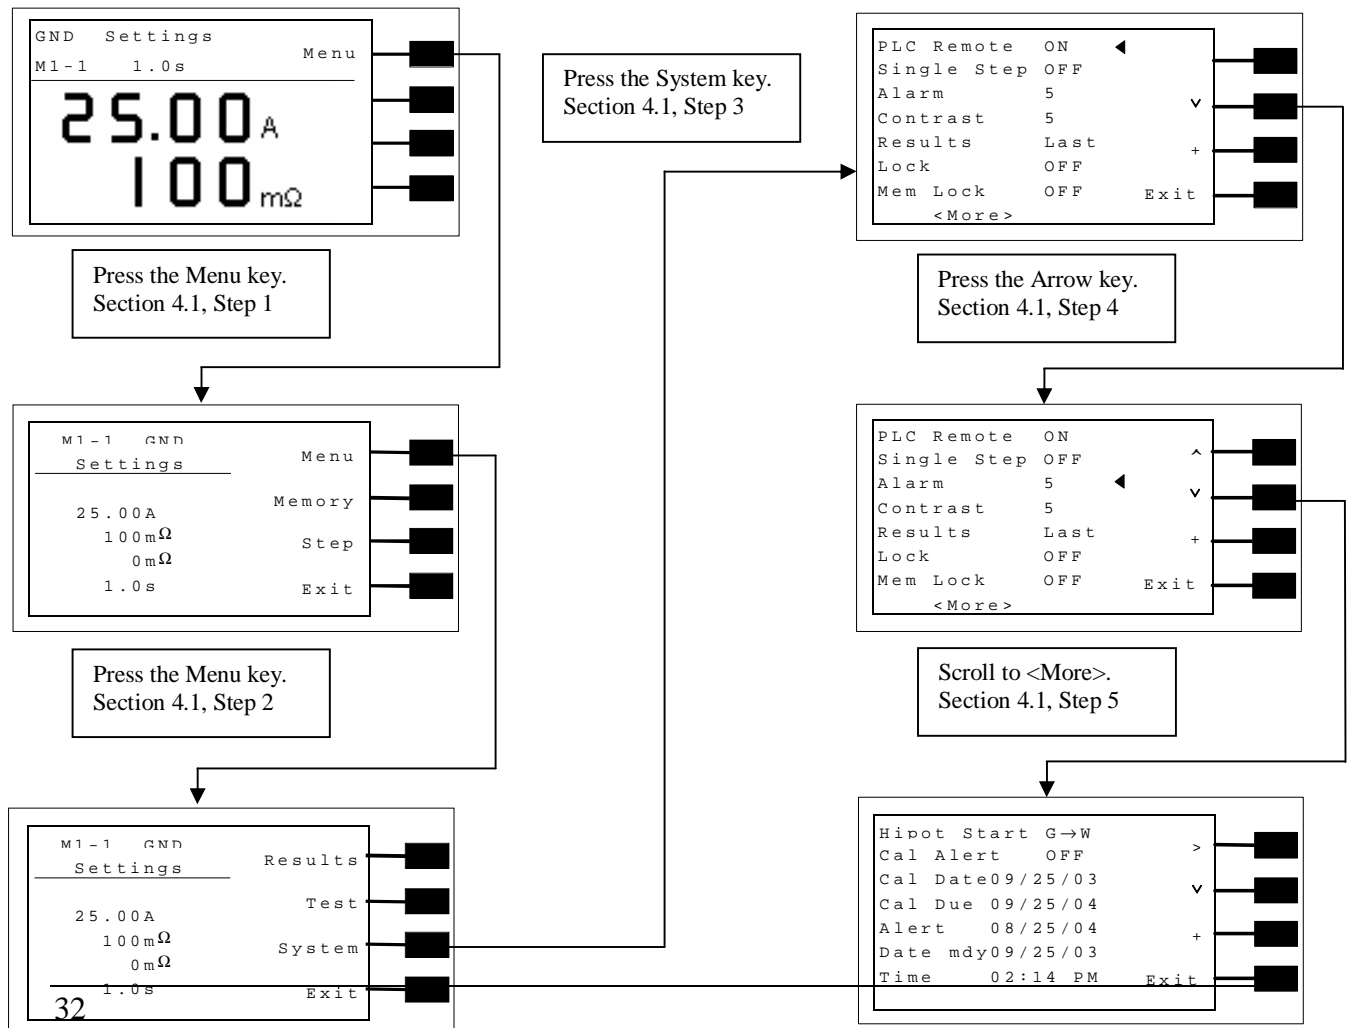 GND Settings
M1-1 1.0s
Menu
25.00 A
100 mΩ
Press the Menu key.
Section 4.1, Step 1
M1-1 GND
Settings
25.00A
100mΩ
0mΩ
1.0s
Menu
Memory
Step
Exit
Press the Menu key.
Section 4.1, Step 2
M1-1 GND
Settings
25.00A
100mΩ
0mΩ
1.0s
Results
Test
System
Exit
Press the System key.
Section 4.1, Step 3
PLC Remote ON ◀
Single Step OFF
Alarm 5
Contrast 5
Results Last
Lock OFF
Mem Lock OFF
<More>
v
+
Exit
Press the Arrow key.
Section 4.1, Step 4
PLC Remote ON
Single Step OFF
Alarm 5 ◀
Contrast 5
Results Last
Lock OFF
Mem Lock OFF
<More>
^
v
+
Exit
Scroll to <More>.
Section 4.1, Step 5
Hipot Start G→W
Cal Alert OFF
Cal Date09/25/03
Cal Due 09/25/04
Alert 08/25/04
Date mdy09/25/03
Time 02:14 PM
>
v
+
Exit
32